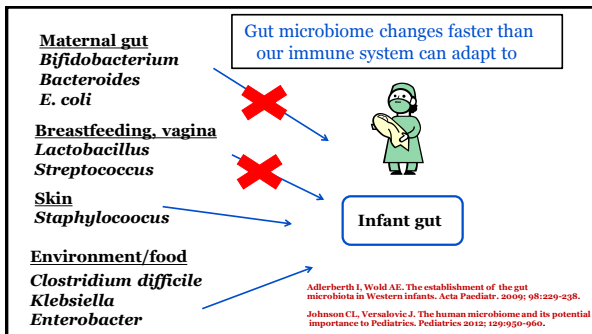 Gut microbiome changes faster than
our immune system can adapt to
Maternal gut
Bifidobacterium
Bacteroides
E. coli
Breastfeeding, vagina
Lactobacillus
Streptococcus
Skin
Staphylocoocus
Environment/food
Clostridium difficile
Klebsiella
Enterobacter
Infant gut
Adlerberth I, Wold AE. The establishment of the gut
microbiota in Western infants. Acta Paediatr. 2009; 98:229-238.
Johnson CL, Versalovic J. The human microbiome and its potential
importance to Pediatrics. Pediatrics 2012; 129:950-960.